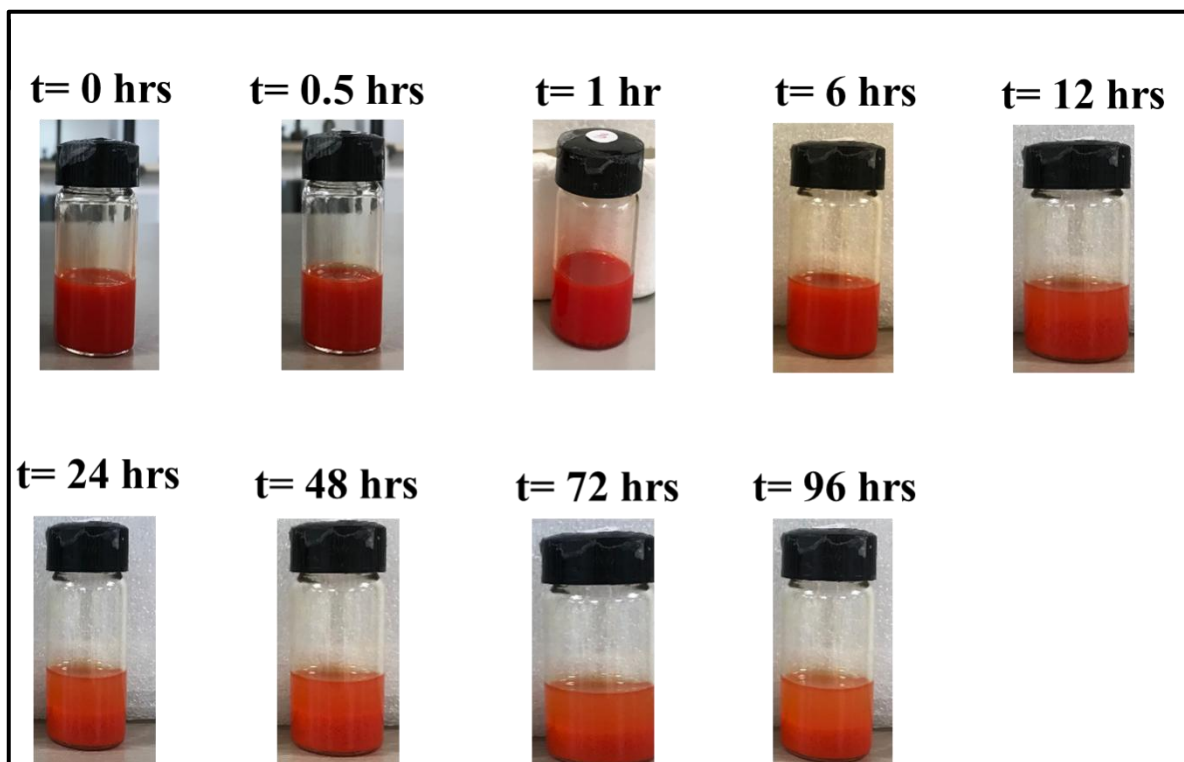 t= 0 hrs
t= 0.5 hrs
t= 1 hr
t= 6 hrs
t= 12 hrs
t= 24 hrs
t= 48 hrs
t= 72 hrs
t= 96 hrs